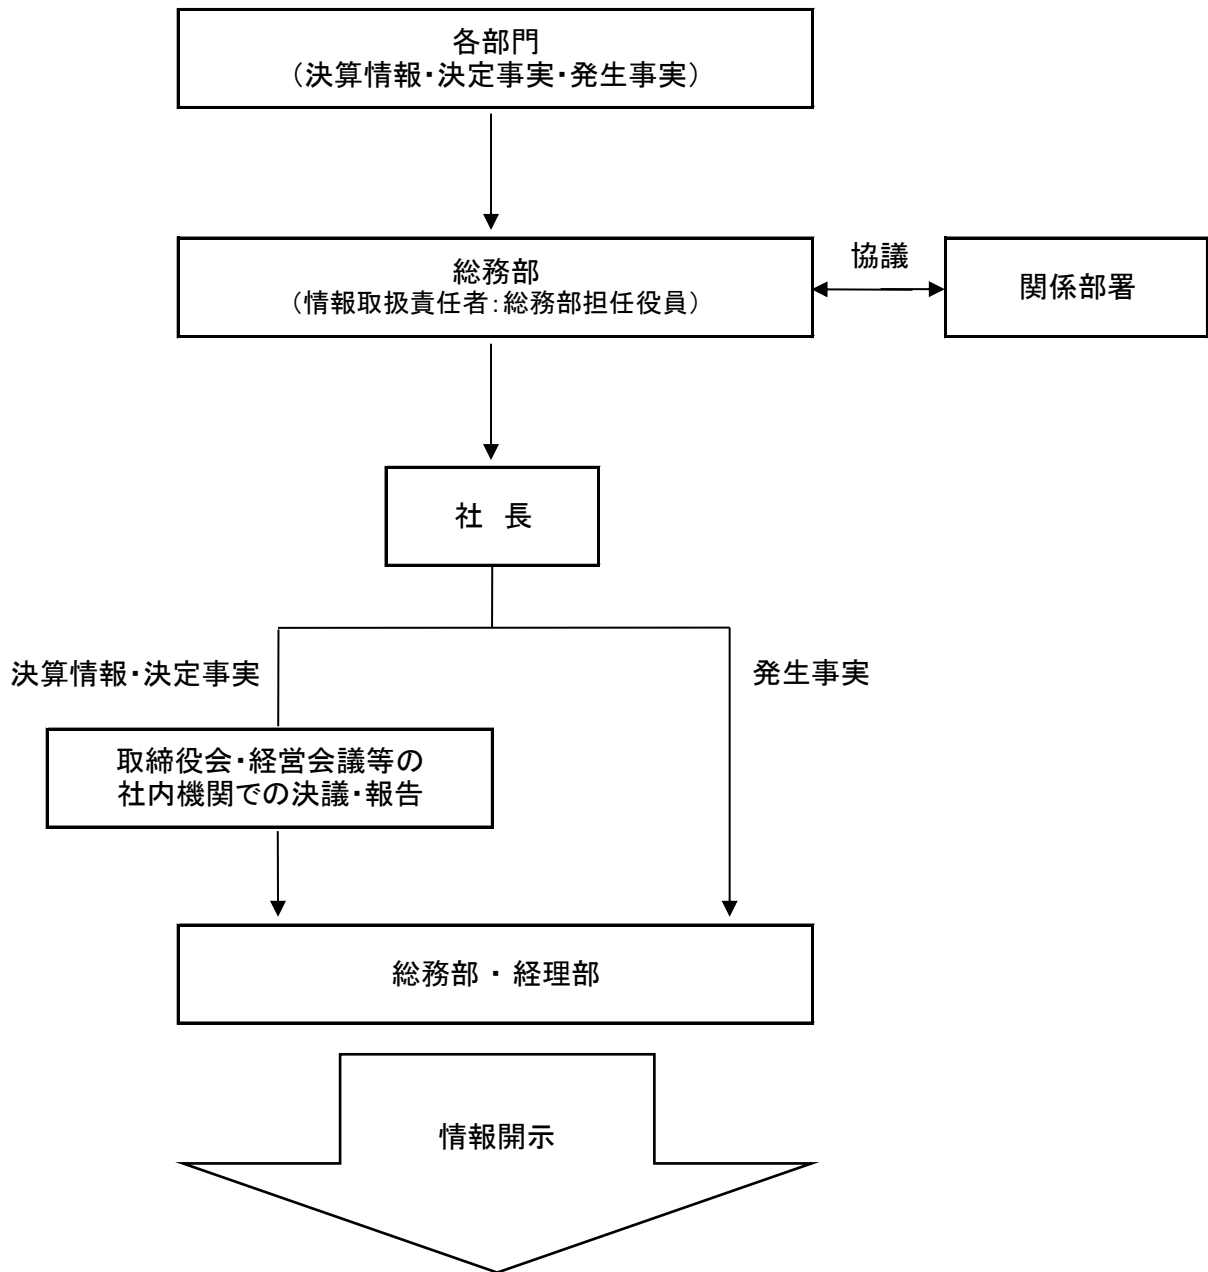 各部門
（決算情報・決定事実・発生事実）
総務部
（情報取扱責任者：総務部担任役員）
協議
関係部署
社　長
決算情報・決定事実
発生事実
取締役会・経営会議等の
社内機関での決議・報告
総務部 ・ 経理部
情報開示